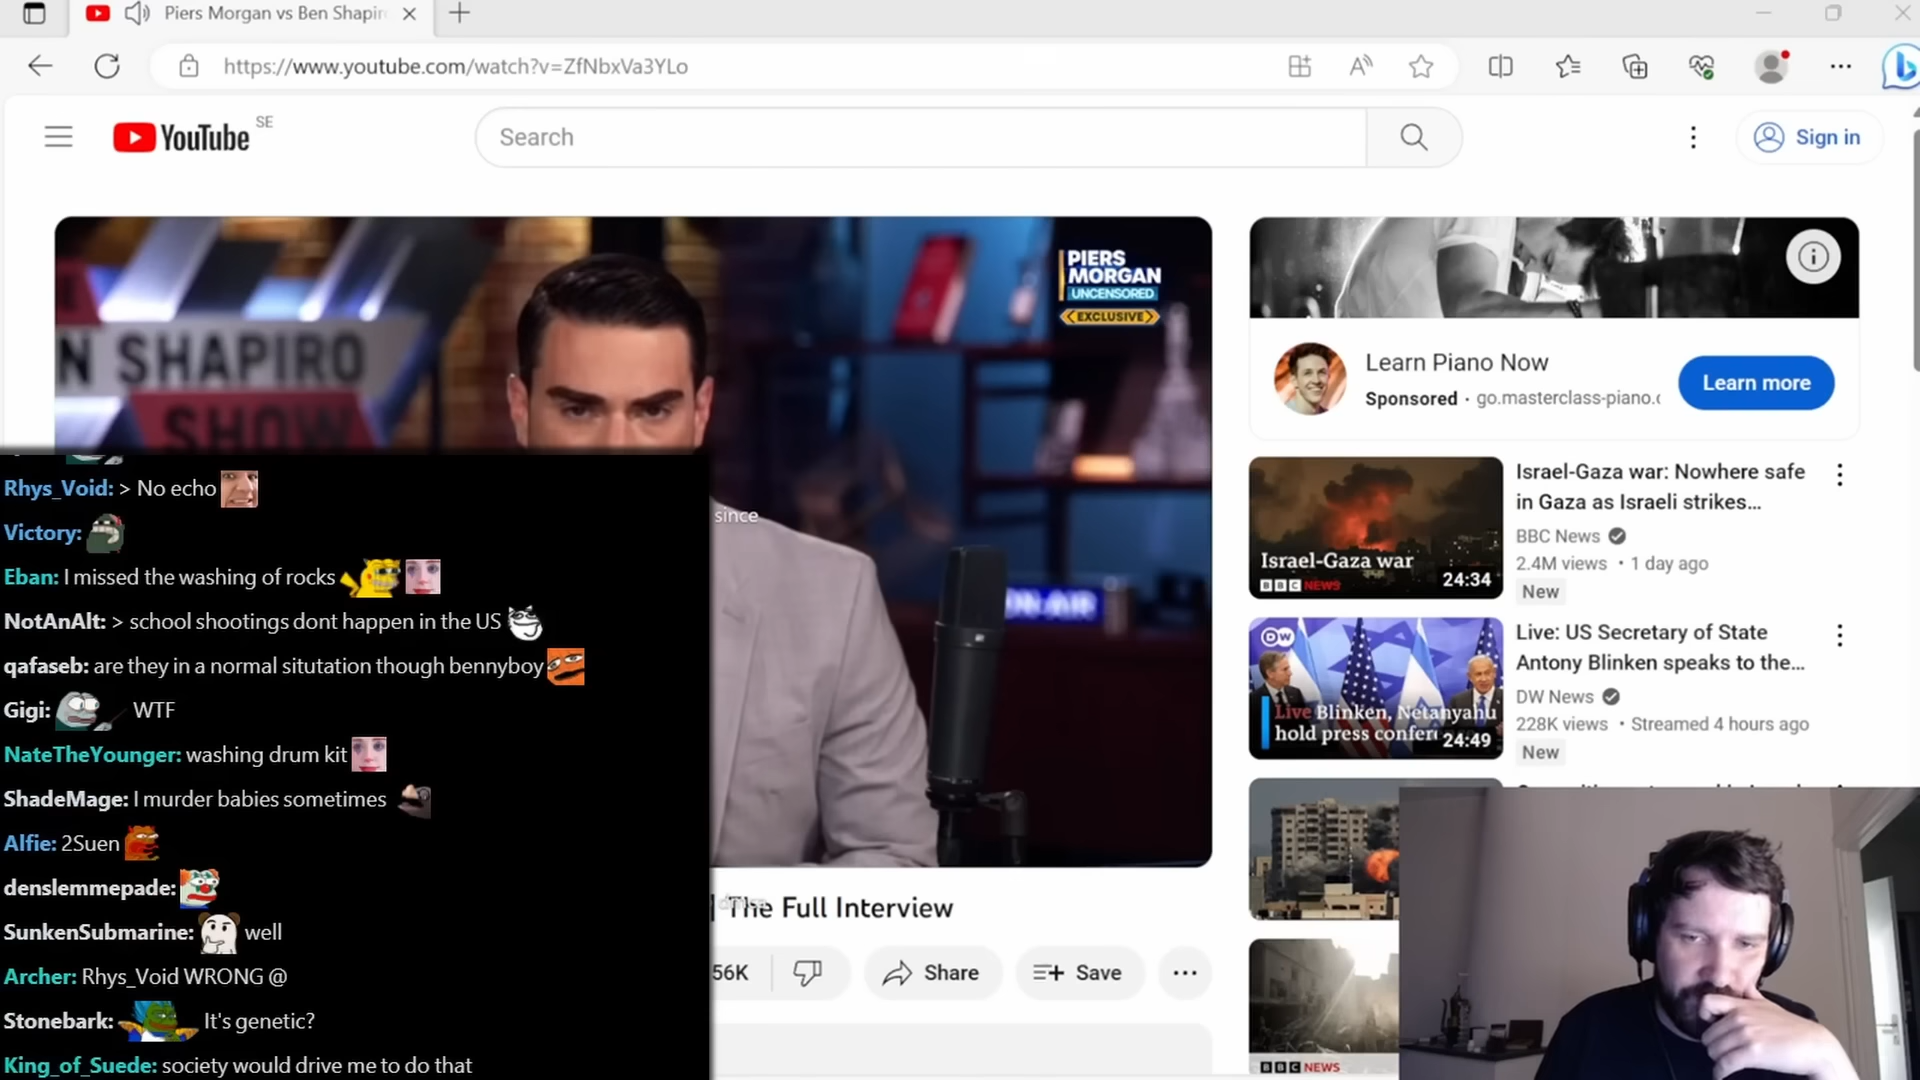 Piers Morgan vs Ben Shapir
https://www.youtube.com/watch?v=ZfNbxVa3YLo
YouTube SE
Search
Sign in
PIERS
MORGAN
UNCENSORED
EXCLUSIVE
N SHAPIRO
SHOW
ON AIR
since
Learn Piano Now
Sponsored · go.masterclass-piano.c
Learn more
Israel-Gaza war: Nowhere safe
in Gaza as Israeli strikes...
BBC News
2.4M views · 1 day ago
New
Israel-Gaza war
BBC NEWS
24:34
Live: US Secretary of State
Antony Blinken speaks to the...
DW News
228K views · Streamed 4 hours ago
New
DW
Live Blinken, Netanyahu
hold press confer
24:49
BBC NEWS
Rhys_Void: > No echo
Victory:
Eban: I missed the washing of rocks
NotAnAlt: > school shootings dont happen in the US
qafaseb: are they in a normal situtation though bennyboy
Gigi: WTF
NateTheYounger: washing drum kit
ShadeMage: I murder babies sometimes
Alfie: 2Suen
denslemmepade:
SunkenSubmarine: well
Archer: Rhys_Void WRONG @
Stonebark: It's genetic?
King_of_Suede: society would drive me to do that
| The Full Interview
56K
Share
Save